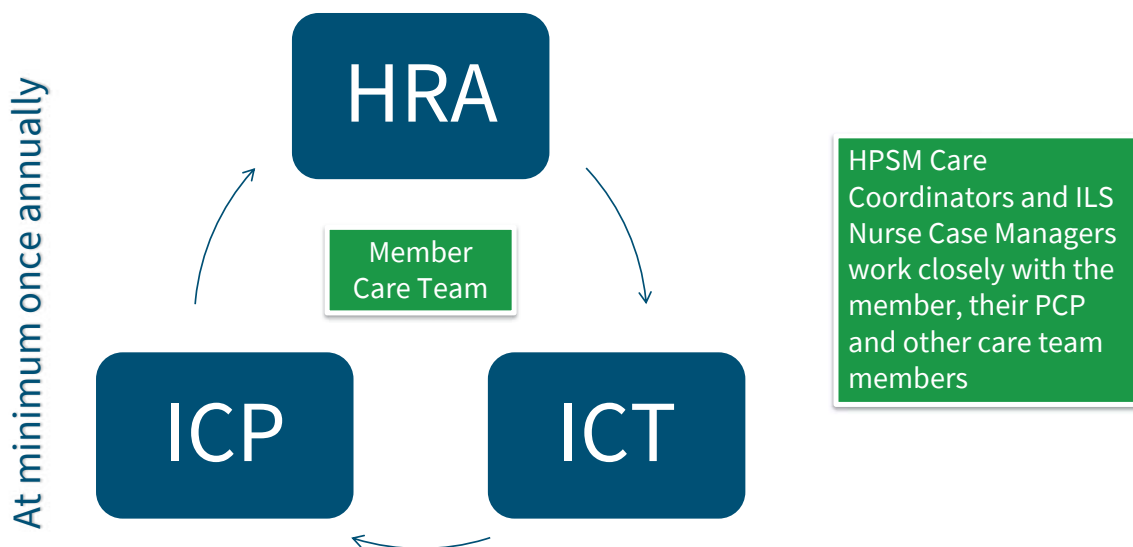 At minimum once annually
HRA
Member
Care Team
ICP
ICT
HPSM Care
Coordinators and ILS
Nurse Case Managers
work closely with the
member, their PCP
and other care team
members